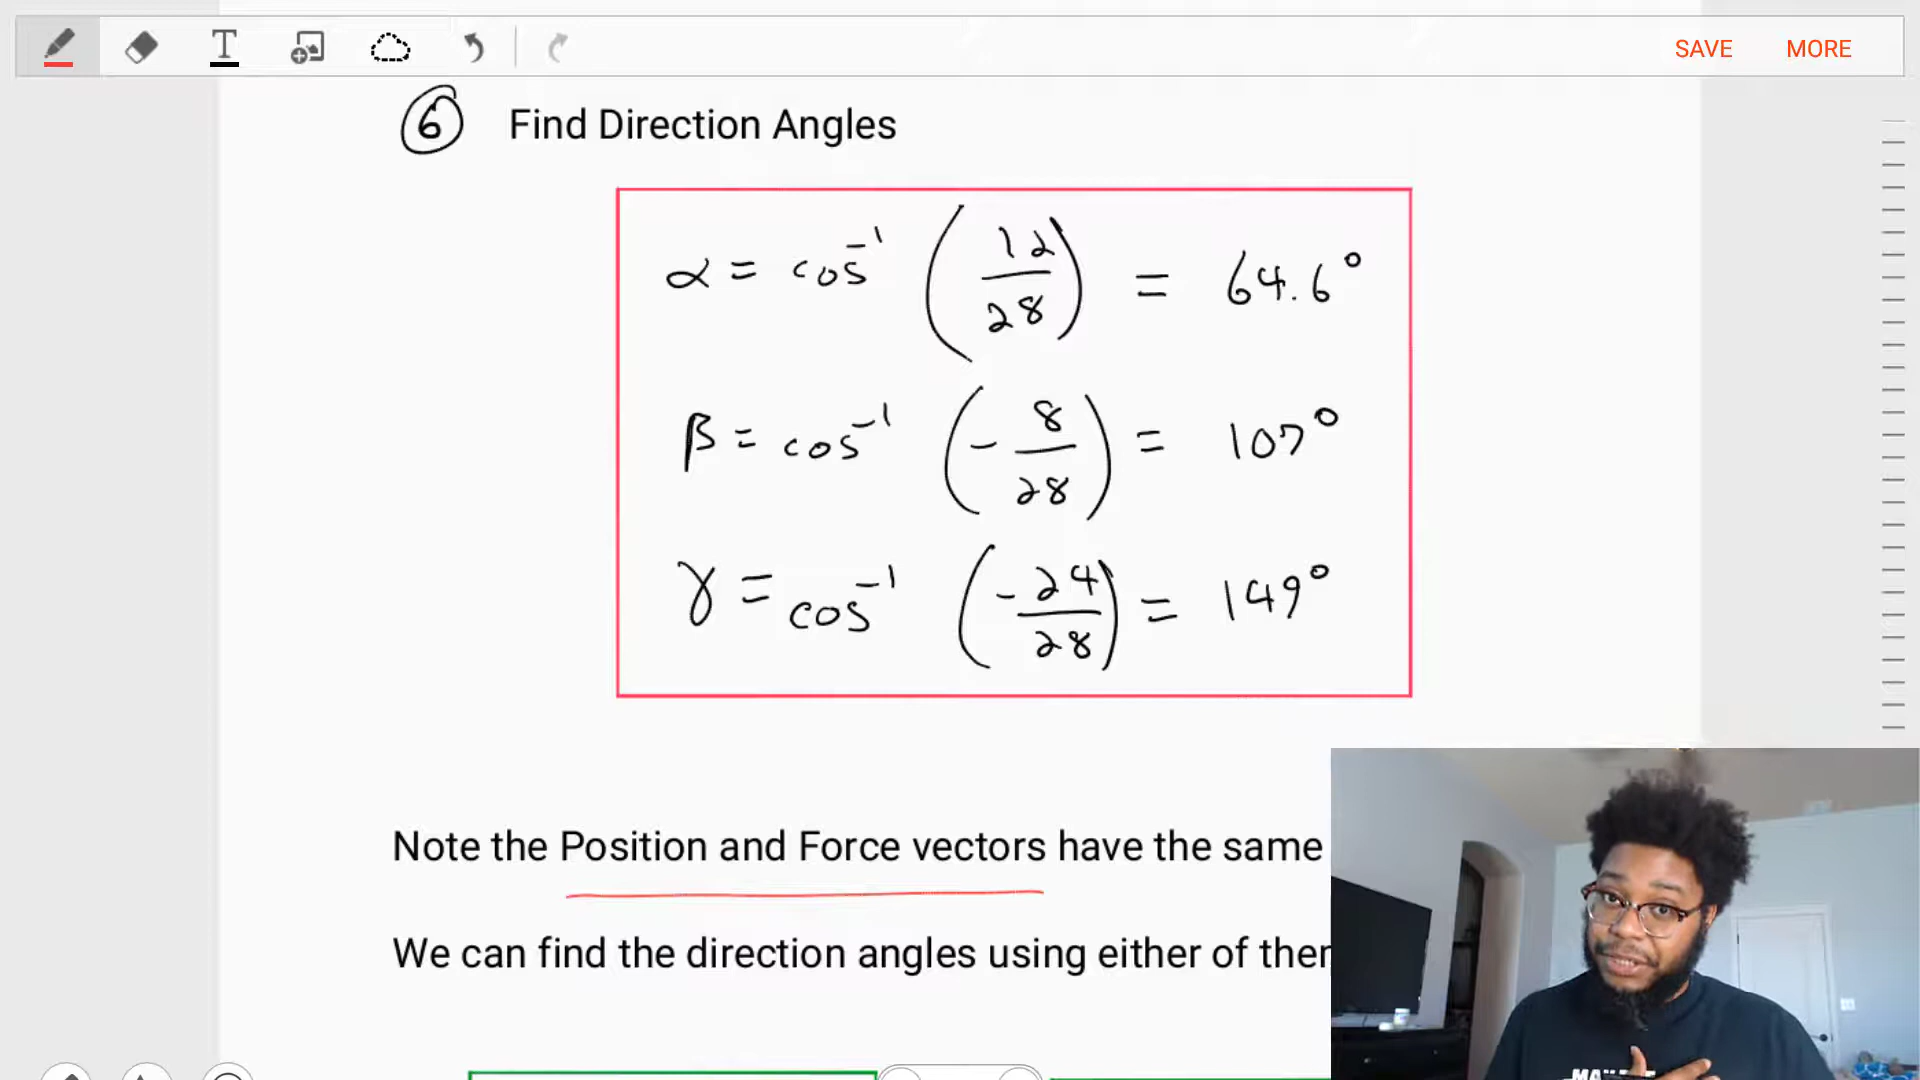 T
SAVE
MORE
6 Find Direction Angles
α = cos⁻¹ (12/28) = 64.6°
β = cos⁻¹ (-8/28) = 107°
γ = cos⁻¹ (-24/28) = 149°
Note the Position and Force vectors have the same
We can find the direction angles using either of